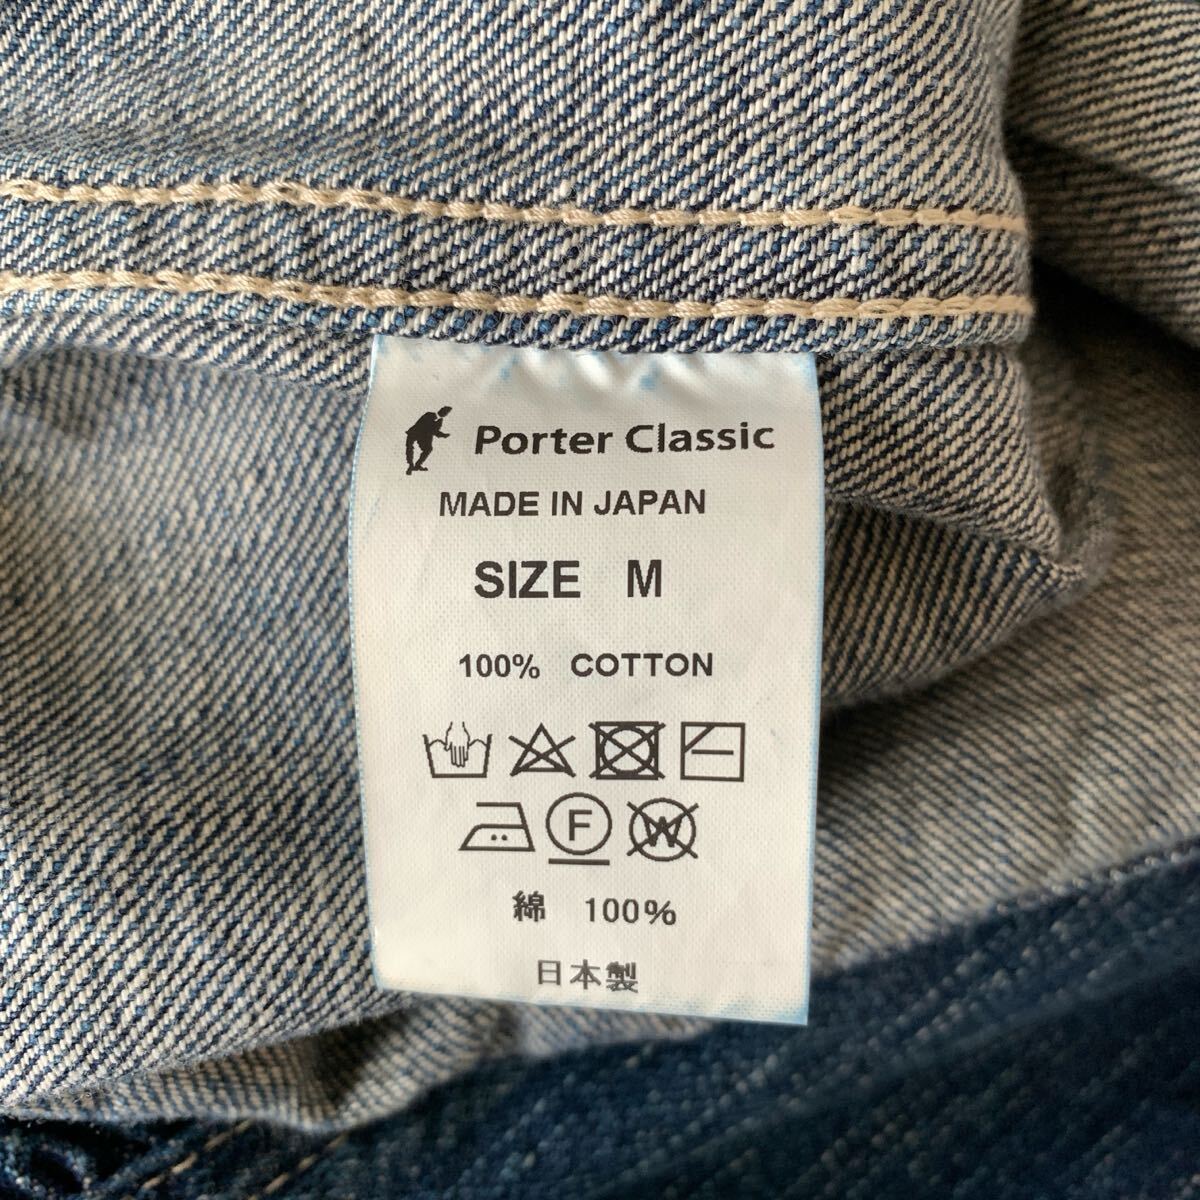 Porter Classic
MADE IN JAPAN
SIZE M
100% COTTON
F W
綿 100%
日本製